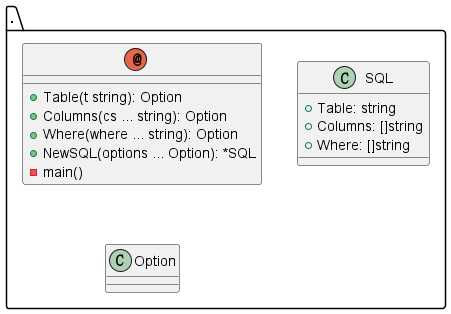 .
@
Table(t string): Option
Columns(cs ... string): Option
Where(where ... string): Option
NewSQL(options ... Option): *SQL
main()
C SQL
Table: string
Columns: []string
Where: []string
C Option